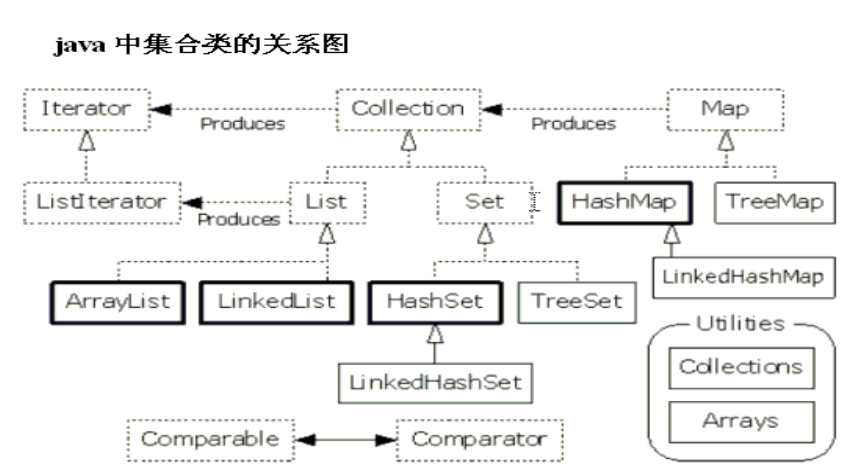 java 中集合类的关系图
Iterator
Produces
Collection
Produces
Map
ListIterator
Produces
List
Set
HashMap
TreeMap
LinkedHashMap
ArrayList
LinkedList
HashSet
TreeSet
Utilities
Collections
LinkedHashSet
Arrays
Comparable
Comparator